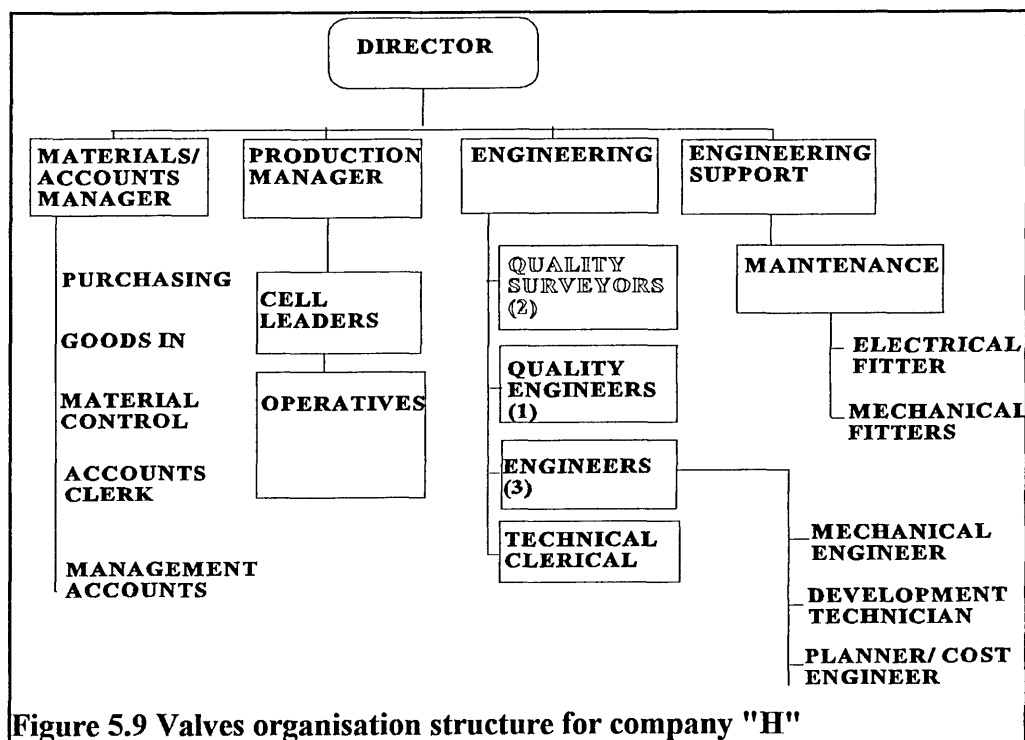 DIRECTOR
MATERIALS/
ACCOUNTS
MANAGER
PRODUCTION
MANAGER
ENGINEERING
ENGINEERING
SUPPORT
PURCHASING
GOODS IN
MATERIAL
CONTROL
ACCOUNTS
CLERK
MANAGEMENT
ACCOUNTS
CELL
LEADERS
OPERATIVES
QUALITY
SURVEYORS
(2)
QUALITY
ENGINEERS
(1)
ENGINEERS
(3)
TECHNICAL
CLERICAL
MECHANICAL
ENGINEER
DEVELOPMENT
TECHNICIAN
PLANNER/ COST
ENGINEER
MAINTENANCE
ELECTRICAL
FITTER
MECHANICAL
FITTERS
Figure 5.9 Valves organisation structure for company "H"